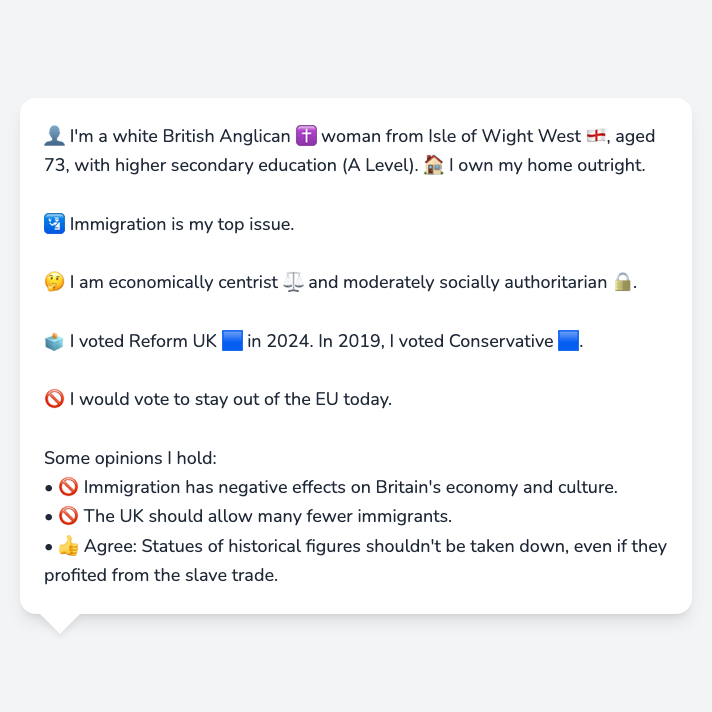 👤 I'm a white British Anglican ✝️ woman from Isle of Wight West 🏴󠁧󠁢󠁥󠁮󠁧󠁿, aged
73, with higher secondary education (A Level). 🏠 I own my home outright.
🛂 Immigration is my top issue.
🤔 I am economically centrist ⚖️ and moderately socially authoritarian 🔒.
🗳️ I voted Reform UK 🟦 in 2024. In 2019, I voted Conservative 🟦.
🚫 I would vote to stay out of the EU today.
Some opinions I hold:
• 🚫 Immigration has negative effects on Britain's economy and culture.
• 🚫 The UK should allow many fewer immigrants.
• 👍 Agree: Statues of historical figures shouldn't be taken down, even if they
profited from the slave trade.